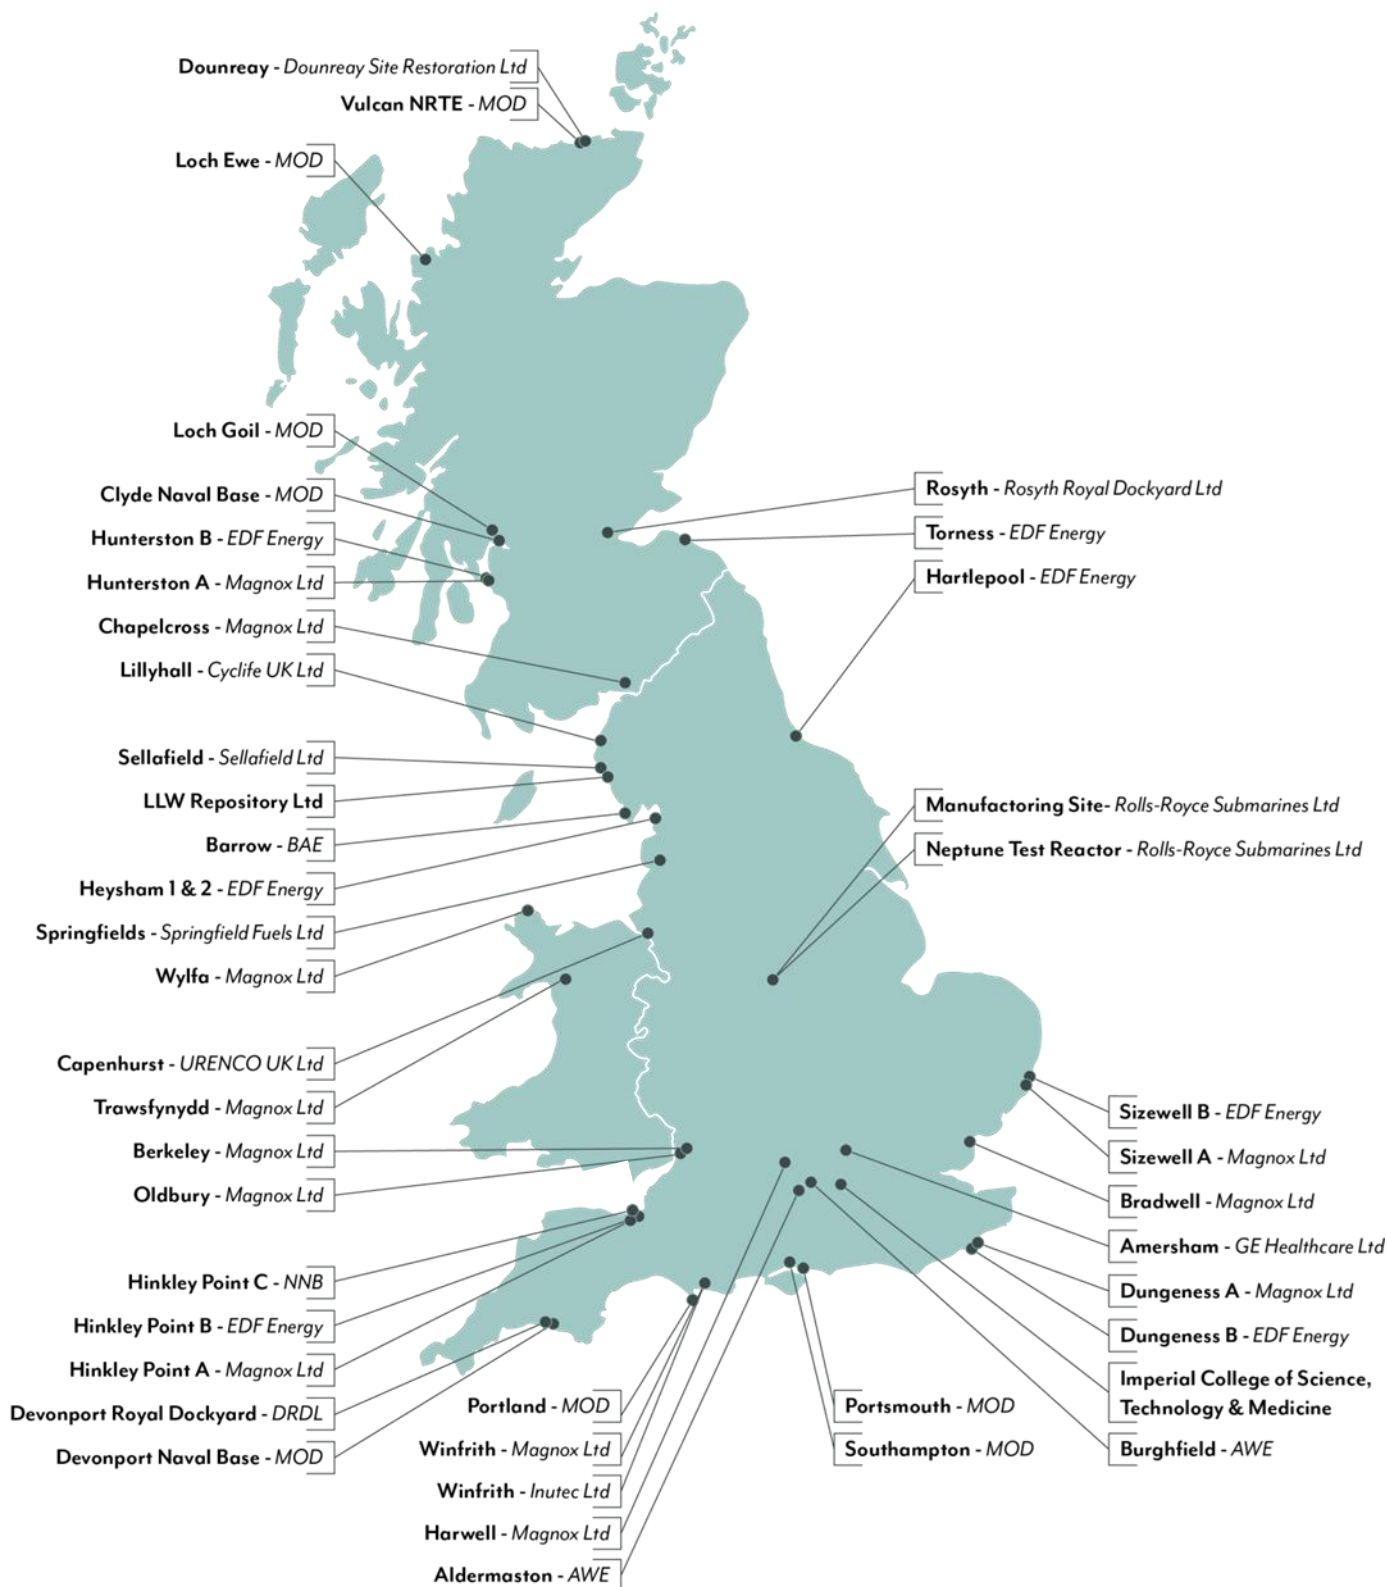 Dounreay - Dounreay Site Restoration Ltd
Vulcan NRTE - MOD
Loch Ewe - MOD
Loch Goil - MOD
Clyde Naval Base - MOD
Hunterston B - EDF Energy
Hunterston A - Magnox Ltd
Chapelcross - Magnox Ltd
Lillyhall - Cyclife UK Ltd
Sellafield - Sellafield Ltd
LLW Repository Ltd
Barrow - BAE
Heysham 1 & 2 - EDF Energy
Springfields - Springfield Fuels Ltd
Wylfa - Magnox Ltd
Capenhurst - URENCO UK Ltd
Trawsfynydd - Magnox Ltd
Berkeley - Magnox Ltd
Oldbury - Magnox Ltd
Hinkley Point C - NNB
Hinkley Point B - EDF Energy
Hinkley Point A - Magnox Ltd
Devonport Royal Dockyard - DRDL
Devonport Naval Base - MOD
Portland - MOD
Winfrith - Magnox Ltd
Winfrith - Inutec Ltd
Harwell - Magnox Ltd
Aldermaston - AWE
Portsmouth - MOD
Southampton - MOD
Rosyth - Rosyth Royal Dockyard Ltd
Torness - EDF Energy
Hartlepool - EDF Energy
Manufactoring Site- Rolls-Royce Submarines Ltd
Neptune Test Reactor - Rolls-Royce Submarines Ltd
Sizewell B - EDF Energy
Sizewell A - Magnox Ltd
Bradwell - Magnox Ltd
Amersham - GE Healthcare Ltd
Dungeness A - Magnox Ltd
Dungeness B - EDF Energy
Imperial College of Science,
Technology & Medicine
Burghfield - AWE